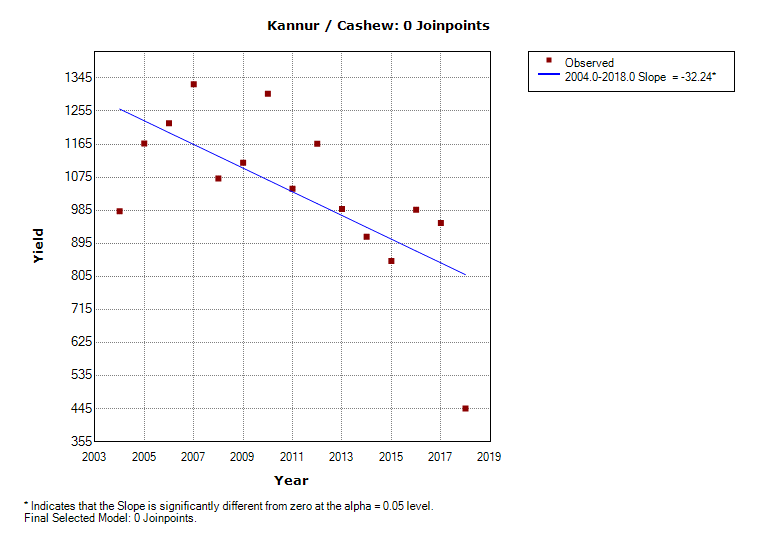 Kannur / Cashew: 0 Joinpoints
Observed
2004.0-2018.0 Slope = -32.24*
1345
1255
1165
1075
985
895
805
715
625
535
445
355
Yield
2003 2005 2007 2009 2011 2013 2015 2017 2019
Year
* Indicates that the Slope is significantly different from zero at the alpha = 0.05 level.
Final Selected Model: 0 Joinpoints.